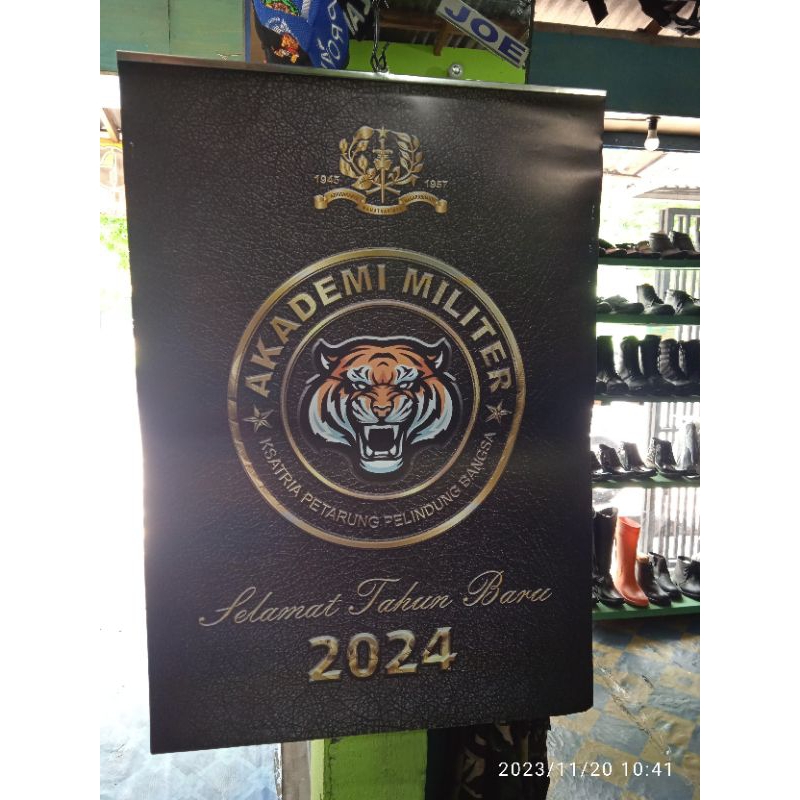 JOE
1945 1957
AKADEMI MILITER
KSATRIA PETARUNG PELINDUNG BANGSA
Selamat Tahun Baru
2024
2023/11/20 10:41